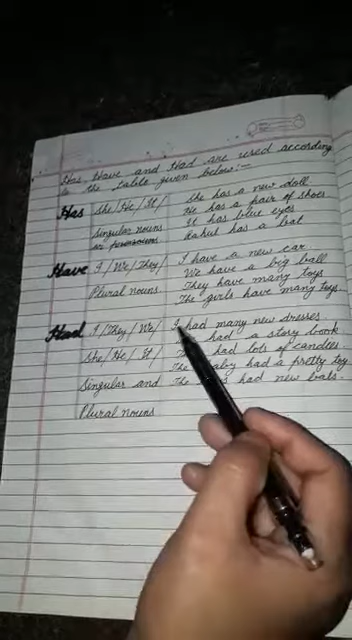 Has Have and Had are used according
to the table given below:-
Has She/He/It/ She has a new doll
He has a pair of shoes
It has blue eyes
Singular nouns Rahul has a bat
or pronouns
Have I/We/They/ I have a new car
We have a big ball
They have many toys
Plural nouns The girls have many toys
Had I/They/We/ I had many new dresses
had a story book
She/He/It/ had lots of candles
The had a pretty toy
Singular and The had new bats.
Plural nouns